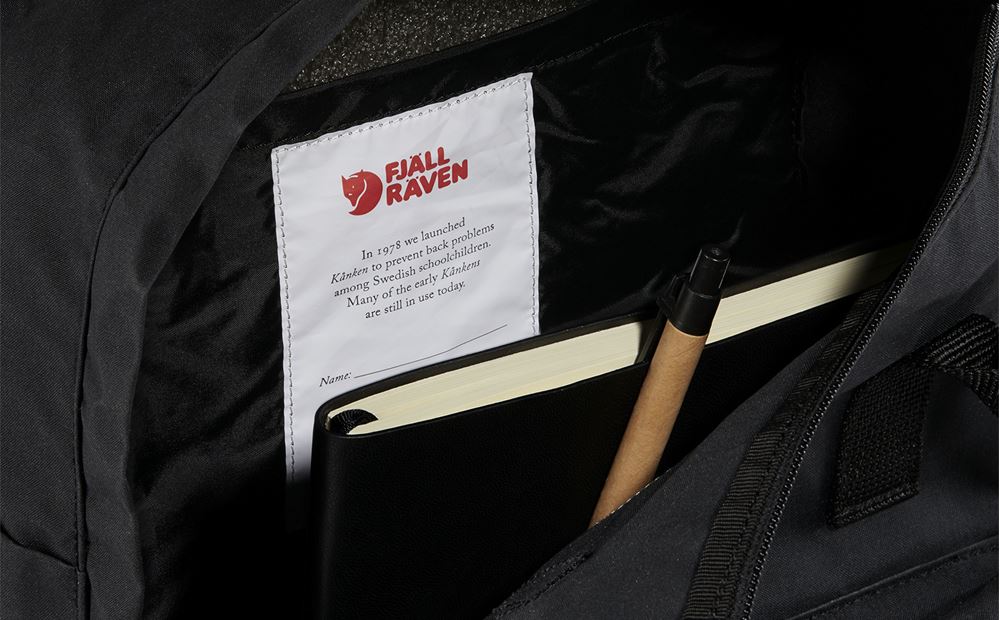 FJÄLL
RÄVEN
In 1978 we launched
Kånken to prevent back problems
among Swedish schoolchildren.
Many of the early Kånkens
are still in use today.
Name: